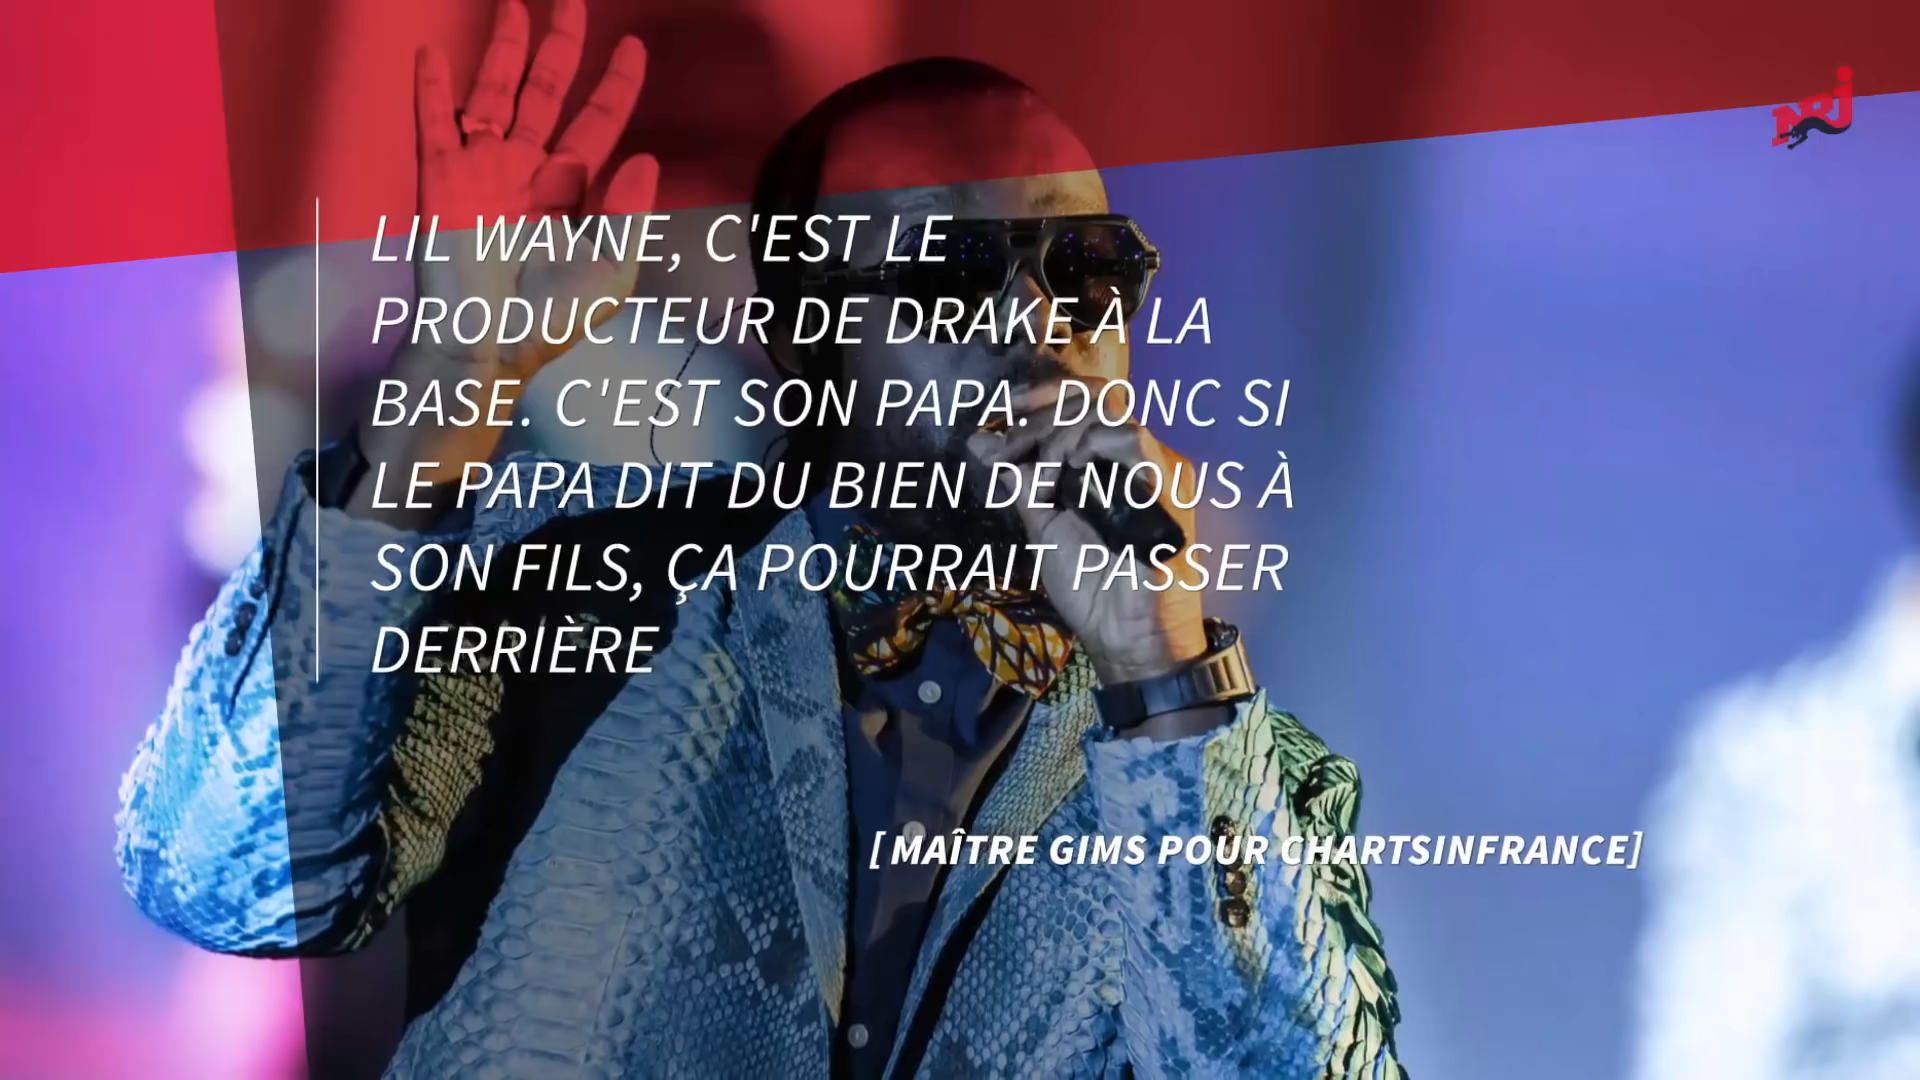 NRJ
LIL WAYNE, C'EST LE
PRODUCTEUR DE DRAKE À LA
BASE. C'EST SON PAPA. DONC SI
LE PAPA DIT DU BIEN DE NOUS À
SON FILS, ÇA POURRAIT PASSER
DERRIÈRE
[MAÎTRE GIMS POUR CHARTSINFRANCE]